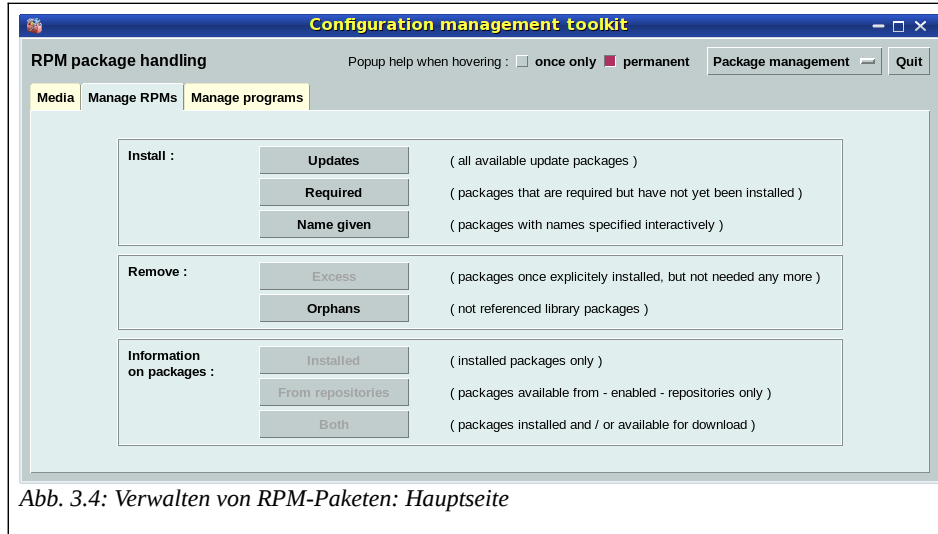 Configuration management toolkit
RPM package handling Popup help when hovering : once only permanent Package management Quit
Media Manage RPMs Manage programs
Install : Updates ( all available update packages )
Required ( packages that are required but have not yet been installed )
Name given ( packages with names specified interactively )
Remove : Excess ( packages once explicitely installed, but not needed any more )
Orphans ( not referenced library packages )
Information
on packages :
Installed ( installed packages only )
From repositories ( packages available from - enabled - repositories only )
Both ( packages installed and / or available for download )
Abb. 3.4: Verwalten von RPM-Paketen: Hauptseite